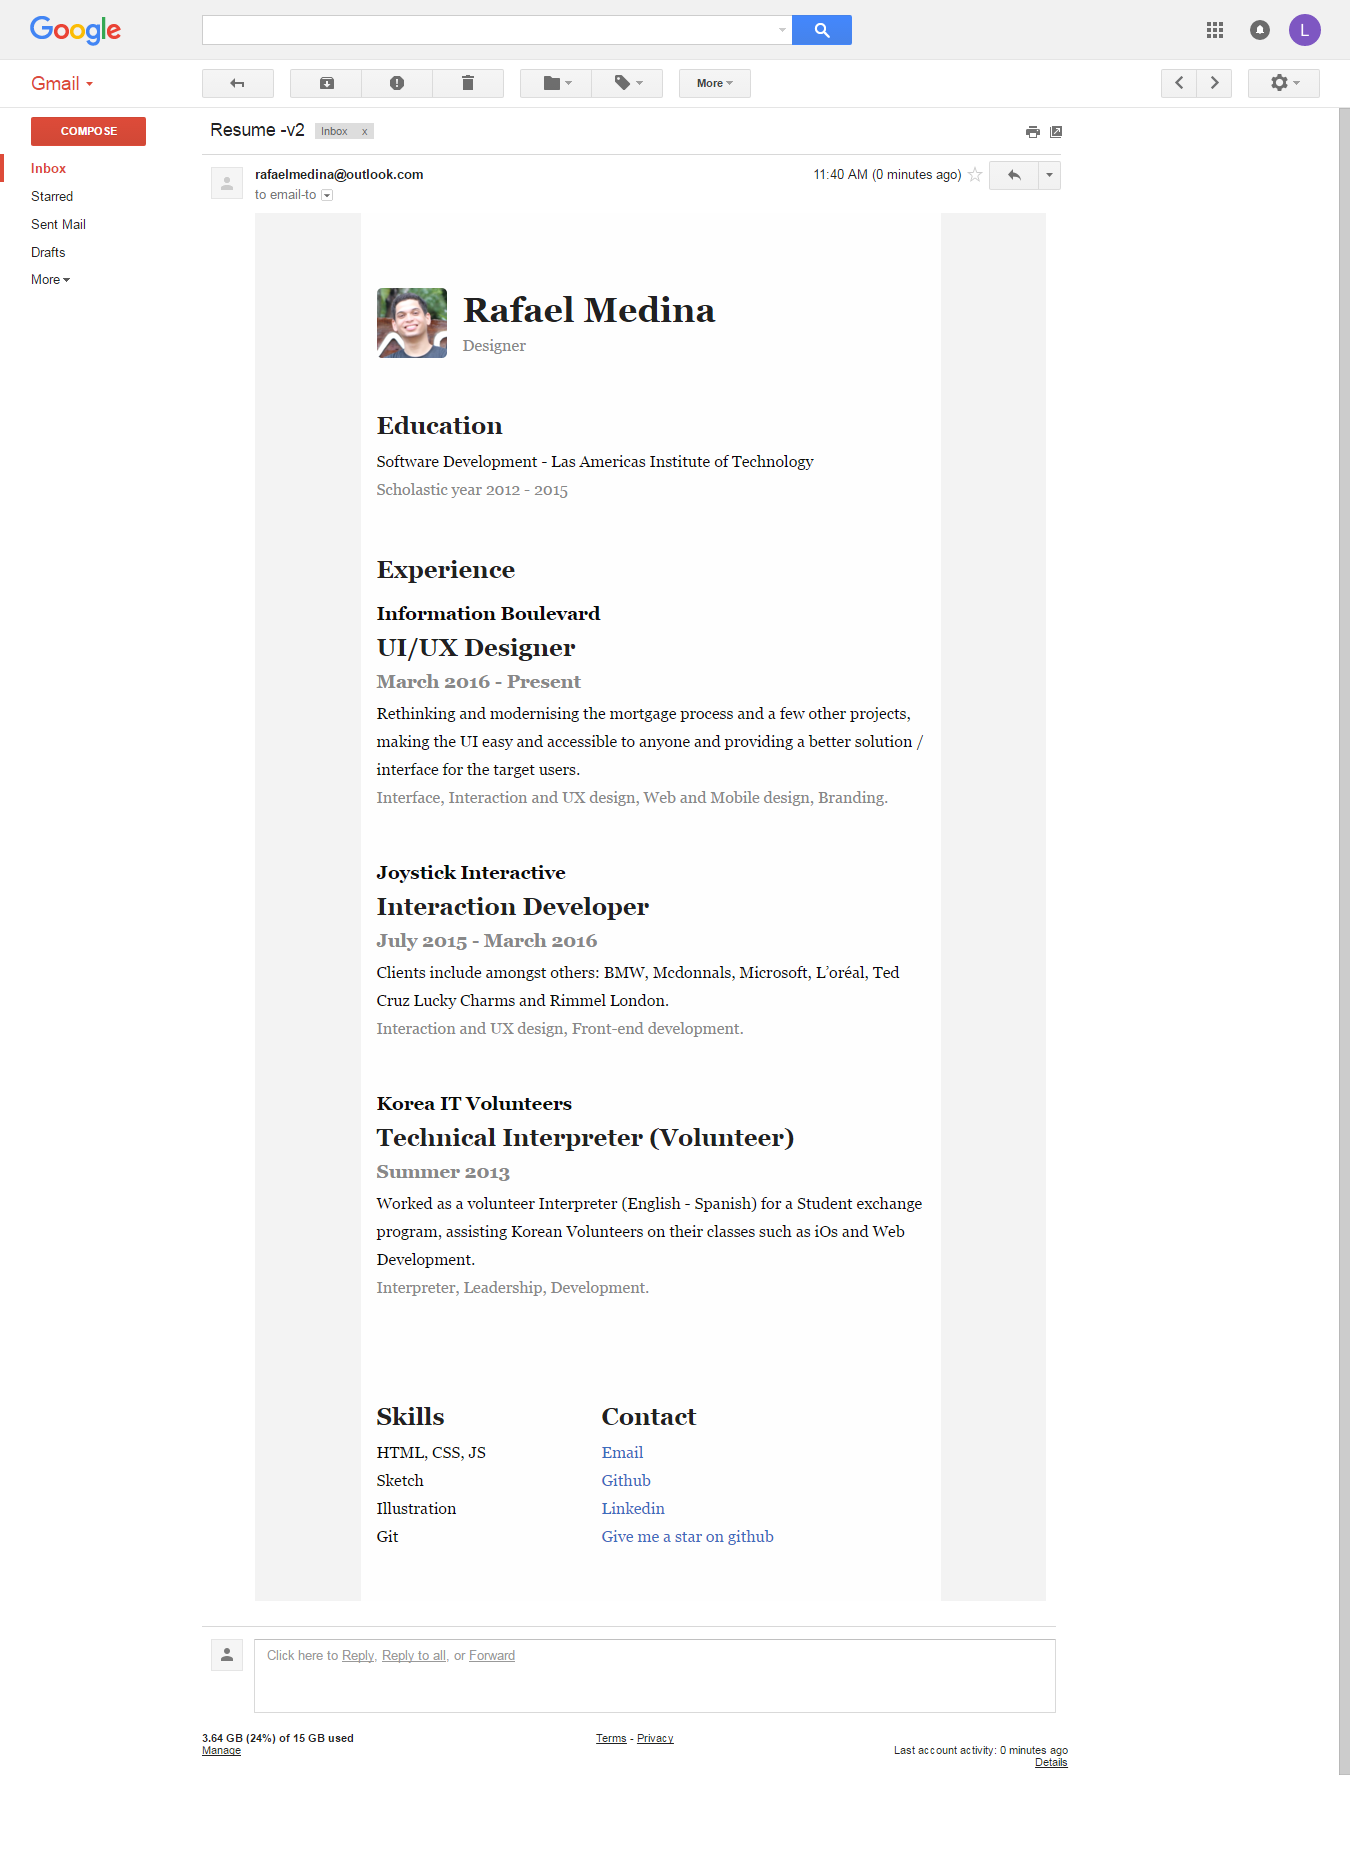 Google
L
Gmail
More
COMPOSE
Resume -v2 Inbox x
Inbox
Starred
Sent Mail
Drafts
More
rafaelmedina@outlook.com
11:40 AM (0 minutes ago)
to email-to
Rafael Medina
Designer
Education
Software Development - Las Americas Institute of Technology
Scholastic year 2012 - 2015
Experience
Information Boulevard
UI/UX Designer
March 2016 - Present
Rethinking and modernising the mortgage process and a few other projects,
making the UI easy and accessible to anyone and providing a better solution /
interface for the target users.
Interface, Interaction and UX design, Web and Mobile design, Branding.
Joystick Interactive
Interaction Developer
July 2015 - March 2016
Clients include amongst others: BMW, Mcdonnals, Microsoft, L’oréal, Ted
Cruz Lucky Charms and Rimmel London.
Interaction and UX design, Front-end development.
Korea IT Volunteers
Technical Interpreter (Volunteer)
Summer 2013
Worked as a volunteer Interpreter (English - Spanish) for a Student exchange
program, assisting Korean Volunteers on their classes such as iOs and Web
Development.
Interpreter, Leadership, Development.
Skills
HTML, CSS, JS
Sketch
Illustration
Git
Contact
Email
Github
Linkedin
Give me a star on github
Click here to Reply, Reply to all, or Forward
3.64 GB (24%) of 15 GB used
Manage
Terms - Privacy
Last account activity: 0 minutes ago
Details